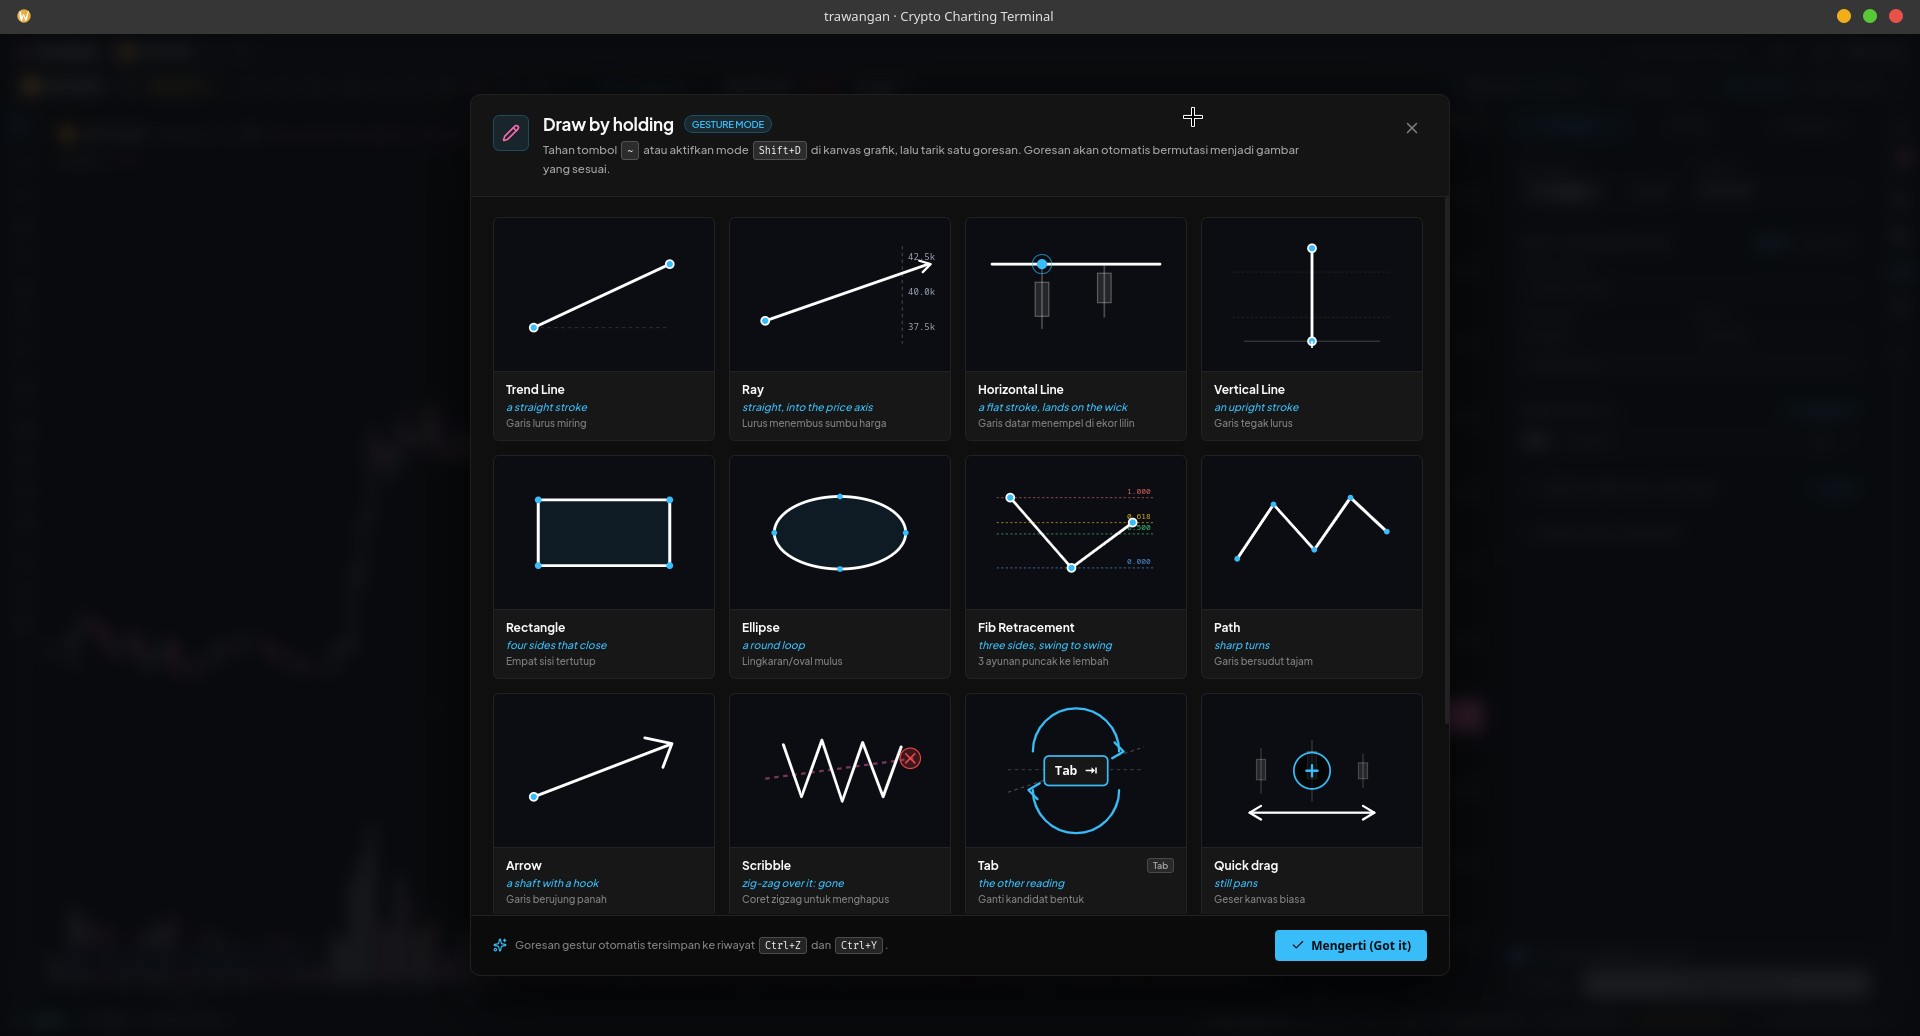 trawangan · Crypto Charting Terminal
Draw by holding GESTURE MODE
Tahan tombol ~ atau aktifkan mode Shift+D di kanvas grafik, lalu tarik satu goresan. Goresan akan otomatis bermutasi menjadi gambar
yang sesuai.
42.5k
40.0k
37.5k
Trend Line
a straight stroke
Garis lurus miring
Ray
straight, into the price axis
Lurus menembus sumbu harga
Horizontal Line
a flat stroke, lands on the wick
Garis datar menempel di ekor lilin
Vertical Line
an upright stroke
Garis tegak lurus
1.000
0.618
0.500
0.000
Rectangle
four sides that close
Empat sisi tertutup
Ellipse
a round loop
Lingkaran/oval mulus
Fib Retracement
three sides, swing to swing
3 ayunan puncak ke lembah
Path
sharp turns
Garis bersudut tajam
Tab ⇥
Arrow
a shaft with a hook
Garis berujung panah
Scribble
zig-zag over it: gone
Coret zigzag untuk menghapus
Tab Tab
the other reading
Ganti kandidat bentuk
Quick drag
still pans
Geser kanvas biasa
Goresan gestur otomatis tersimpan ke riwayat Ctrl+Z dan Ctrl+Y .
Mengerti (Got it)